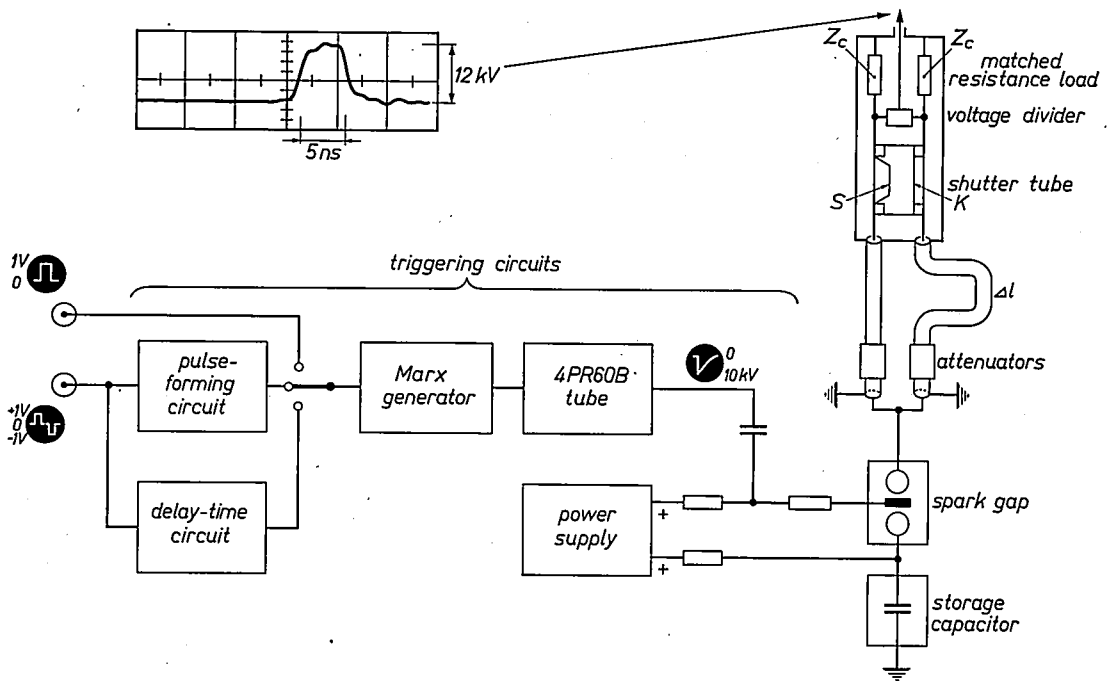 12 kV
5 ns
Zc
Zc
matched
resistance load
voltage divider
shutter tube
S
K
Δl
attenuators
triggering circuits
1V
0
+1V
0
-1V
pulse-
forming
circuit
delay-time
circuit
Marx
generator
4PR60B
tube
0
10kV
power
supply
+
+
spark gap
storage
capacitor